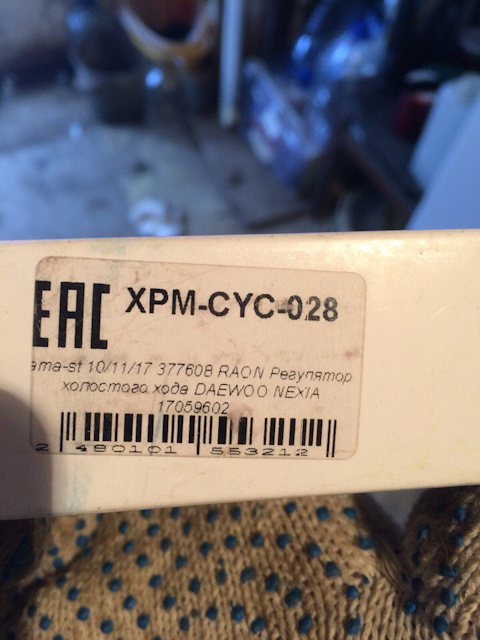 EAC XPM-CYC-028
ama-st 10/11/17 377608 RAON Регулятор
холостого хода DAEWOO NEXIA
17059602
2 480101 553212